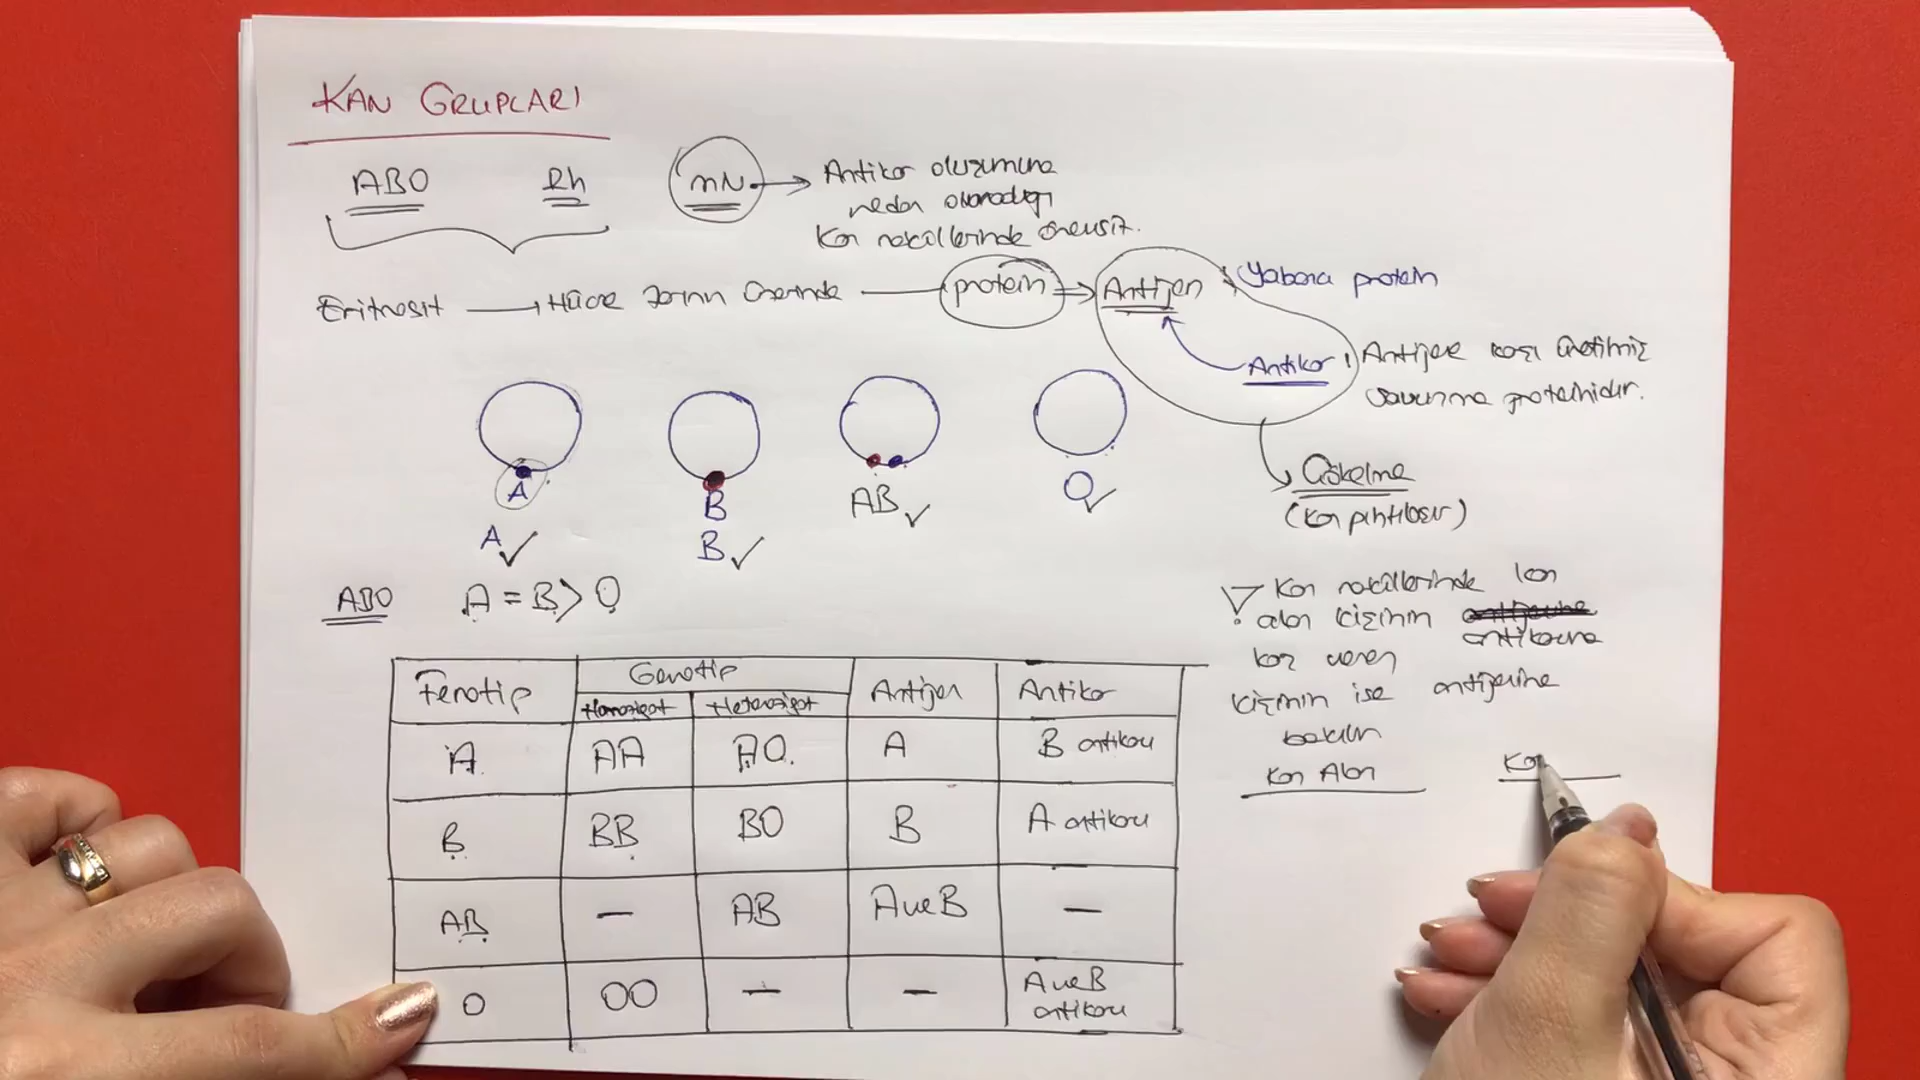 KAN GRUPLARI
ABO Rh MN → Antikor oluşumuna
neden olmadığı
Kan nakillerinde önemsiz.
Eritrosit → Hücre zarının üzerinde — protein → Antijen : Yabancı protein
Antikor : Antijene karşı üretilmiş
savunma proteinidir.
Çökelme
(Kan pıhtılaşır)
A B AB O
A B
ABO A = B > O
! Kan nakillerinde kan
alan kişinin antijenine
antikoruna
kan veren
kişinin ise antijenine
bakılır
Kan Alan Kan
Fenotip Genotip Antijen Antikor
Homozigot Heterozigot
A AA AO A B antikoru
B BB BO B A antikoru
AB — AB A ve B —
O OO — — A ve B
antikoru